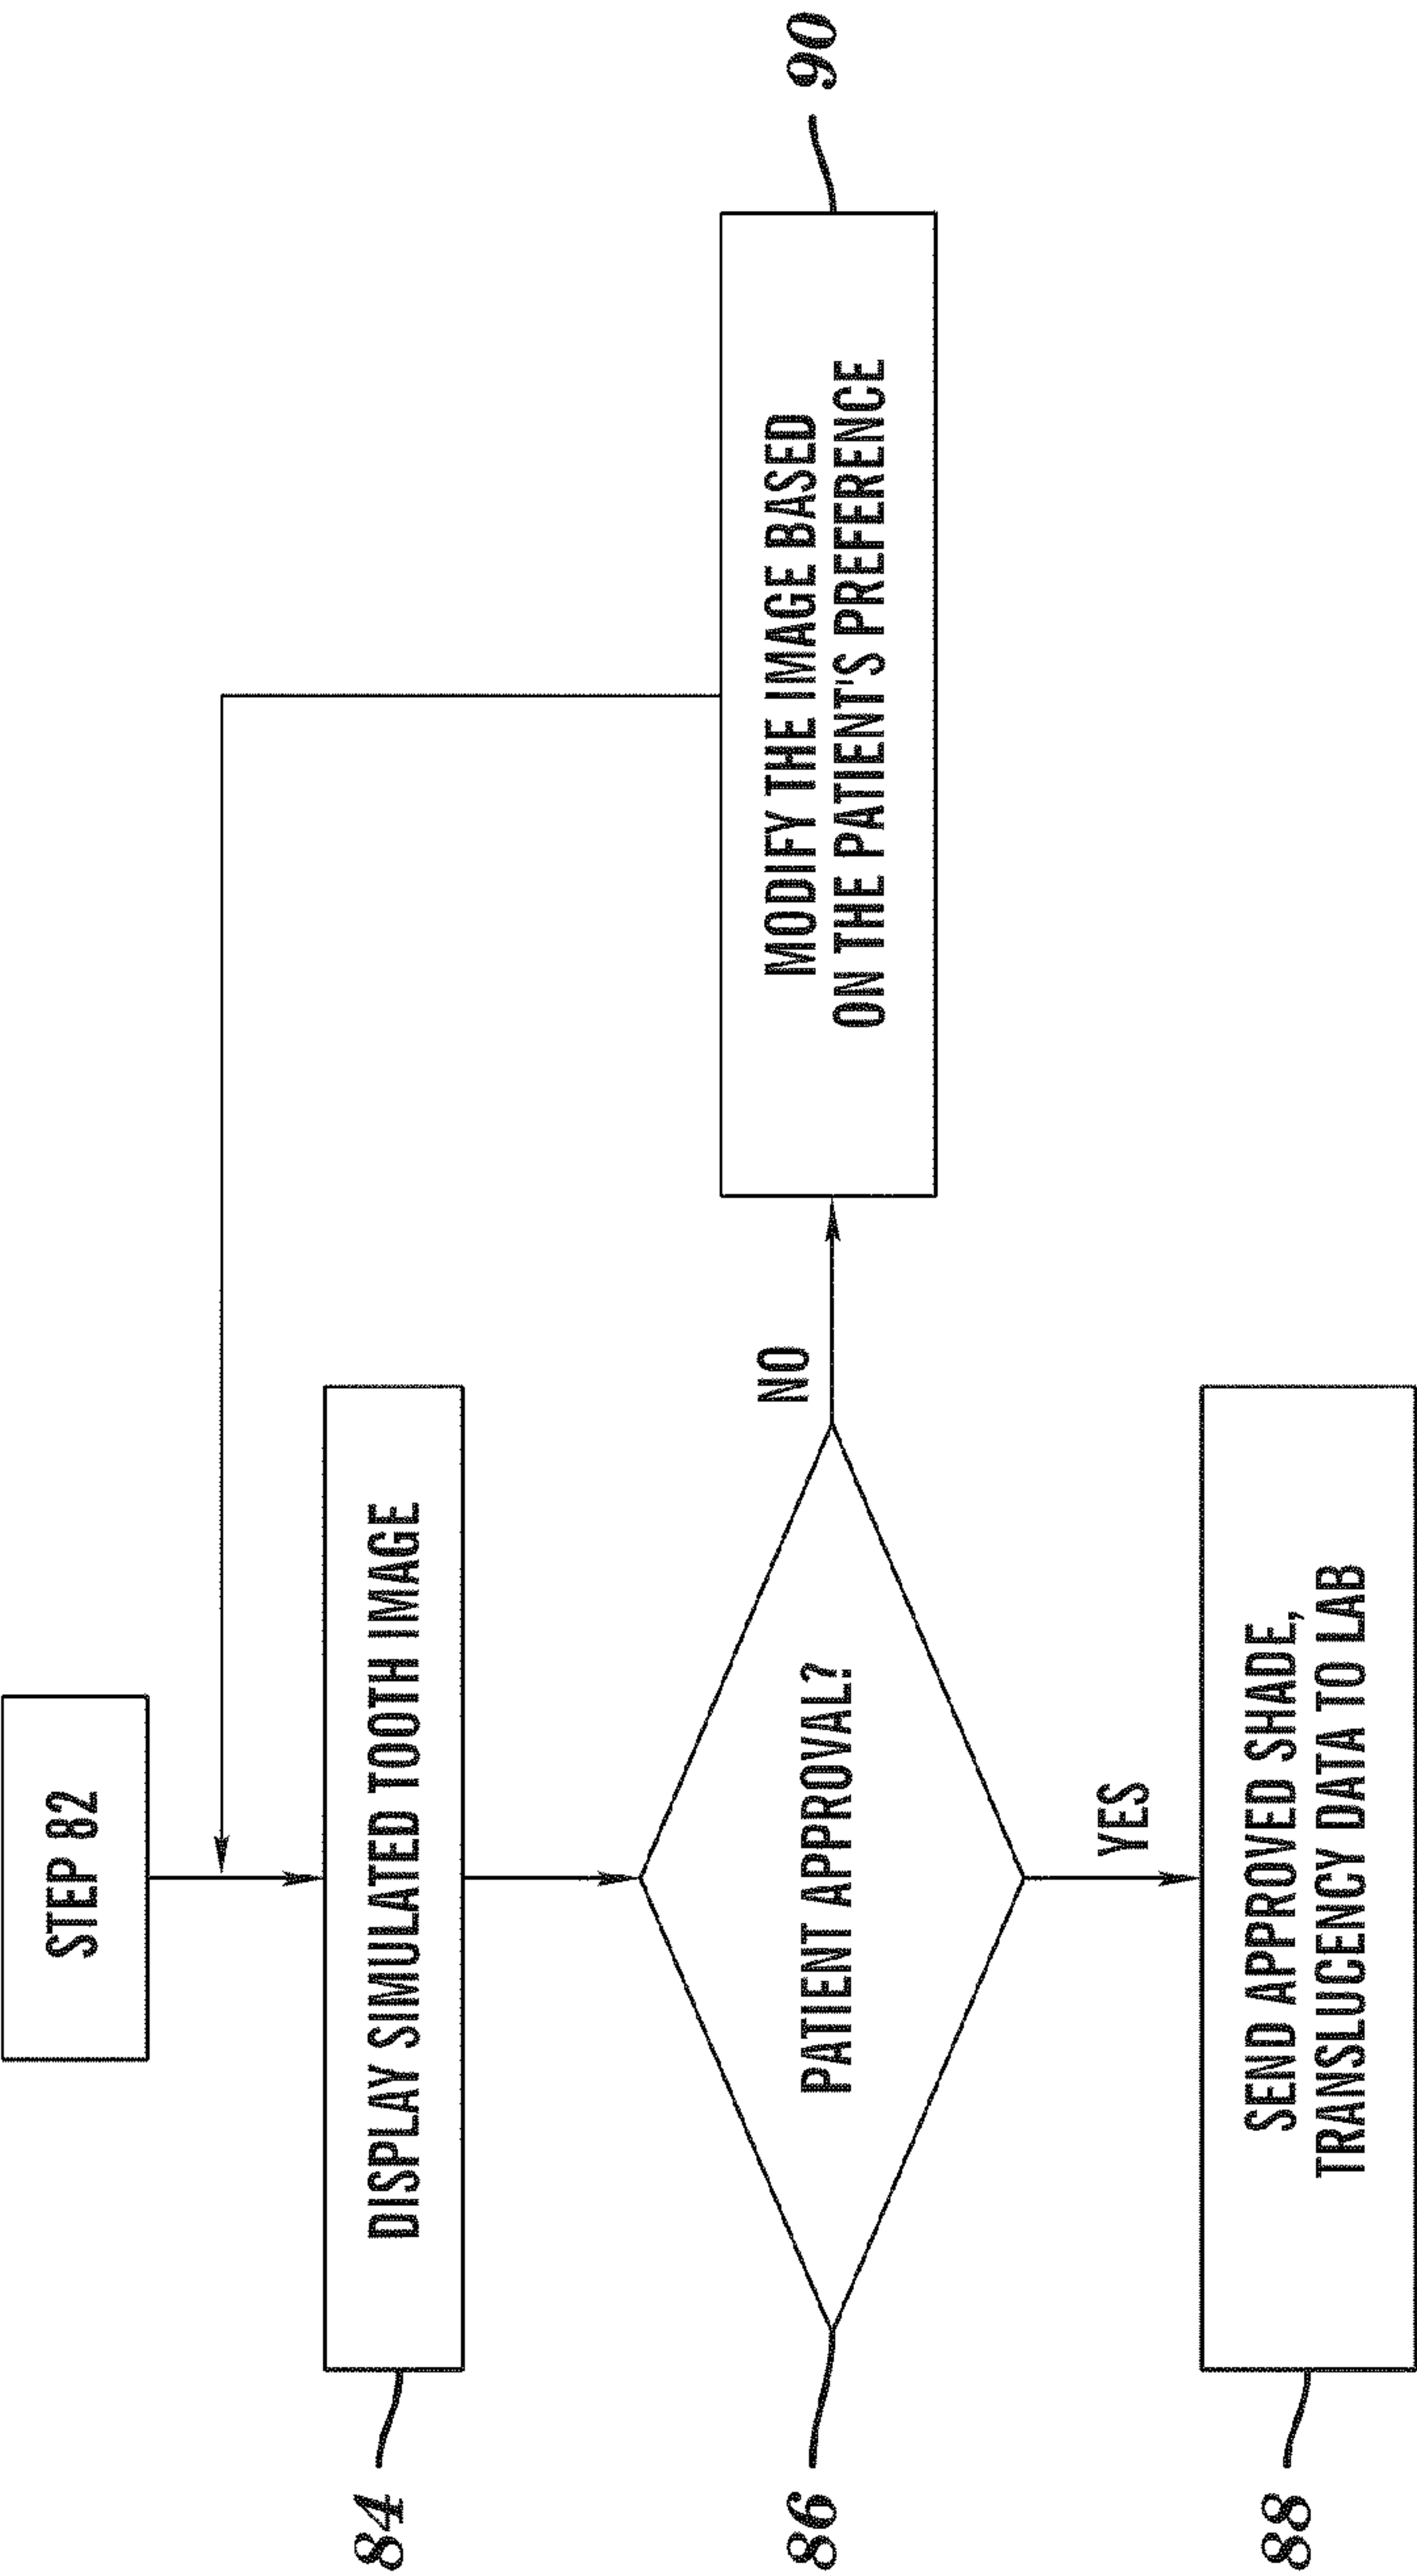 STEP 82
DISPLAY SIMULATED TOOTH IMAGE
84
PATIENT APPROVAL?
86
NO
MODIFY THE IMAGE BASED
ON THE PATIENT'S PREFERENCE
90
YES
SEND APPROVED SHADE,
TRANSLUCENCY DATA TO LAB
88